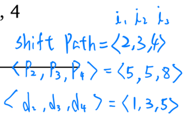 , 4
i₁ i₂ i₃
shift Path = <2,3,4>
<P₂, P₃, P₄> = <5, 5, 8>
<d₂, d₃, d₄> = <1, 3, 5>